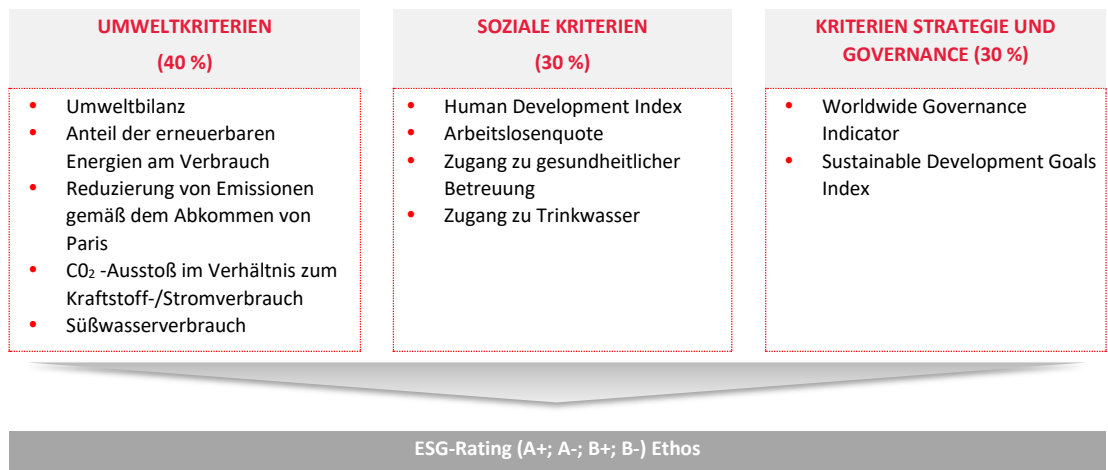 UMWELTKRITERIEN
(40 %)
• Umweltbilanz
• Anteil der erneuerbaren
Energien am Verbrauch
• Reduzierung von Emissionen
gemäß dem Abkommen von
Paris
• C0₂ -Ausstoß im Verhältnis zum
Kraftstoff-/Stromverbrauch
• Süßwasserverbrauch
SOZIALE KRITERIEN
(30 %)
• Human Development Index
• Arbeitslosenquote
• Zugang zu gesundheitlicher
Betreuung
• Zugang zu Trinkwasser
KRITERIEN STRATEGIE UND
GOVERNANCE (30 %)
• Worldwide Governance
Indicator
• Sustainable Development Goals
Index
ESG-Rating (A+; A-; B+; B-) Ethos